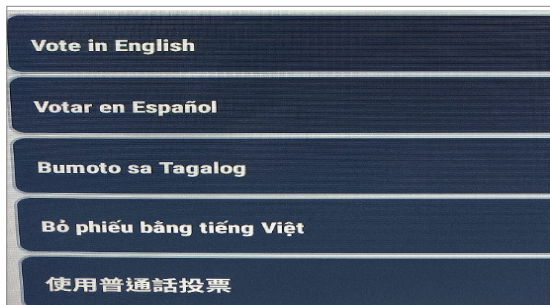 Vote in English
Votar en Español
Bumoto sa Tagalog
Bỏ phiếu bằng tiếng Việt
使用普通話投票